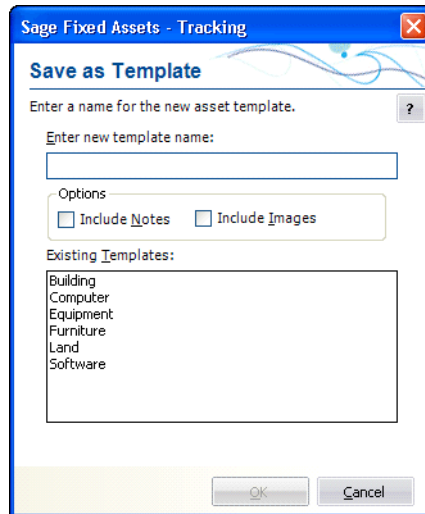 Sage Fixed Assets - Tracking
Save as Template
Enter a name for the new asset template.
?
Enter new template name:
Options
Include Notes Include Images
Existing Templates:
Building
Computer
Equipment
Furniture
Land
Software
OK Cancel